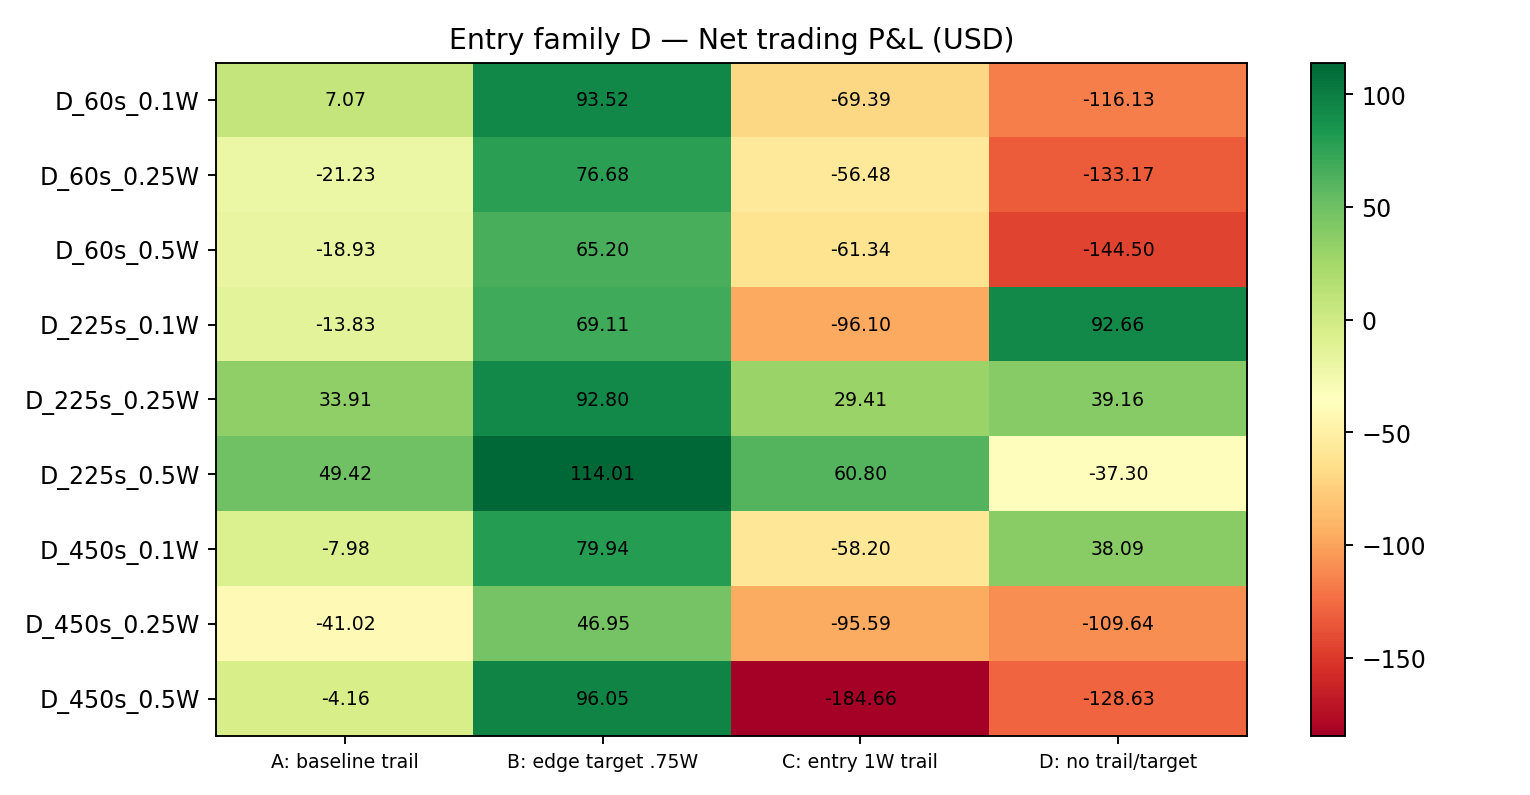 Entry family D — Net trading P&L (USD)
D_60s_0.1W 7.07 93.52 -69.39 -116.13
D_60s_0.25W -21.23 76.68 -56.48 -133.17
D_60s_0.5W -18.93 65.20 -61.34 -144.50
D_225s_0.1W -13.83 69.11 -96.10 92.66
D_225s_0.25W 33.91 92.80 29.41 39.16
D_225s_0.5W 49.42 114.01 60.80 -37.30
D_450s_0.1W -7.98 79.94 -58.20 38.09
D_450s_0.25W -41.02 46.95 -95.59 -109.64
D_450s_0.5W -4.16 96.05 -184.66 -128.63
A: baseline trail B: edge target .75W C: entry 1W trail D: no trail/target
100
50
0
−50
−100
−150